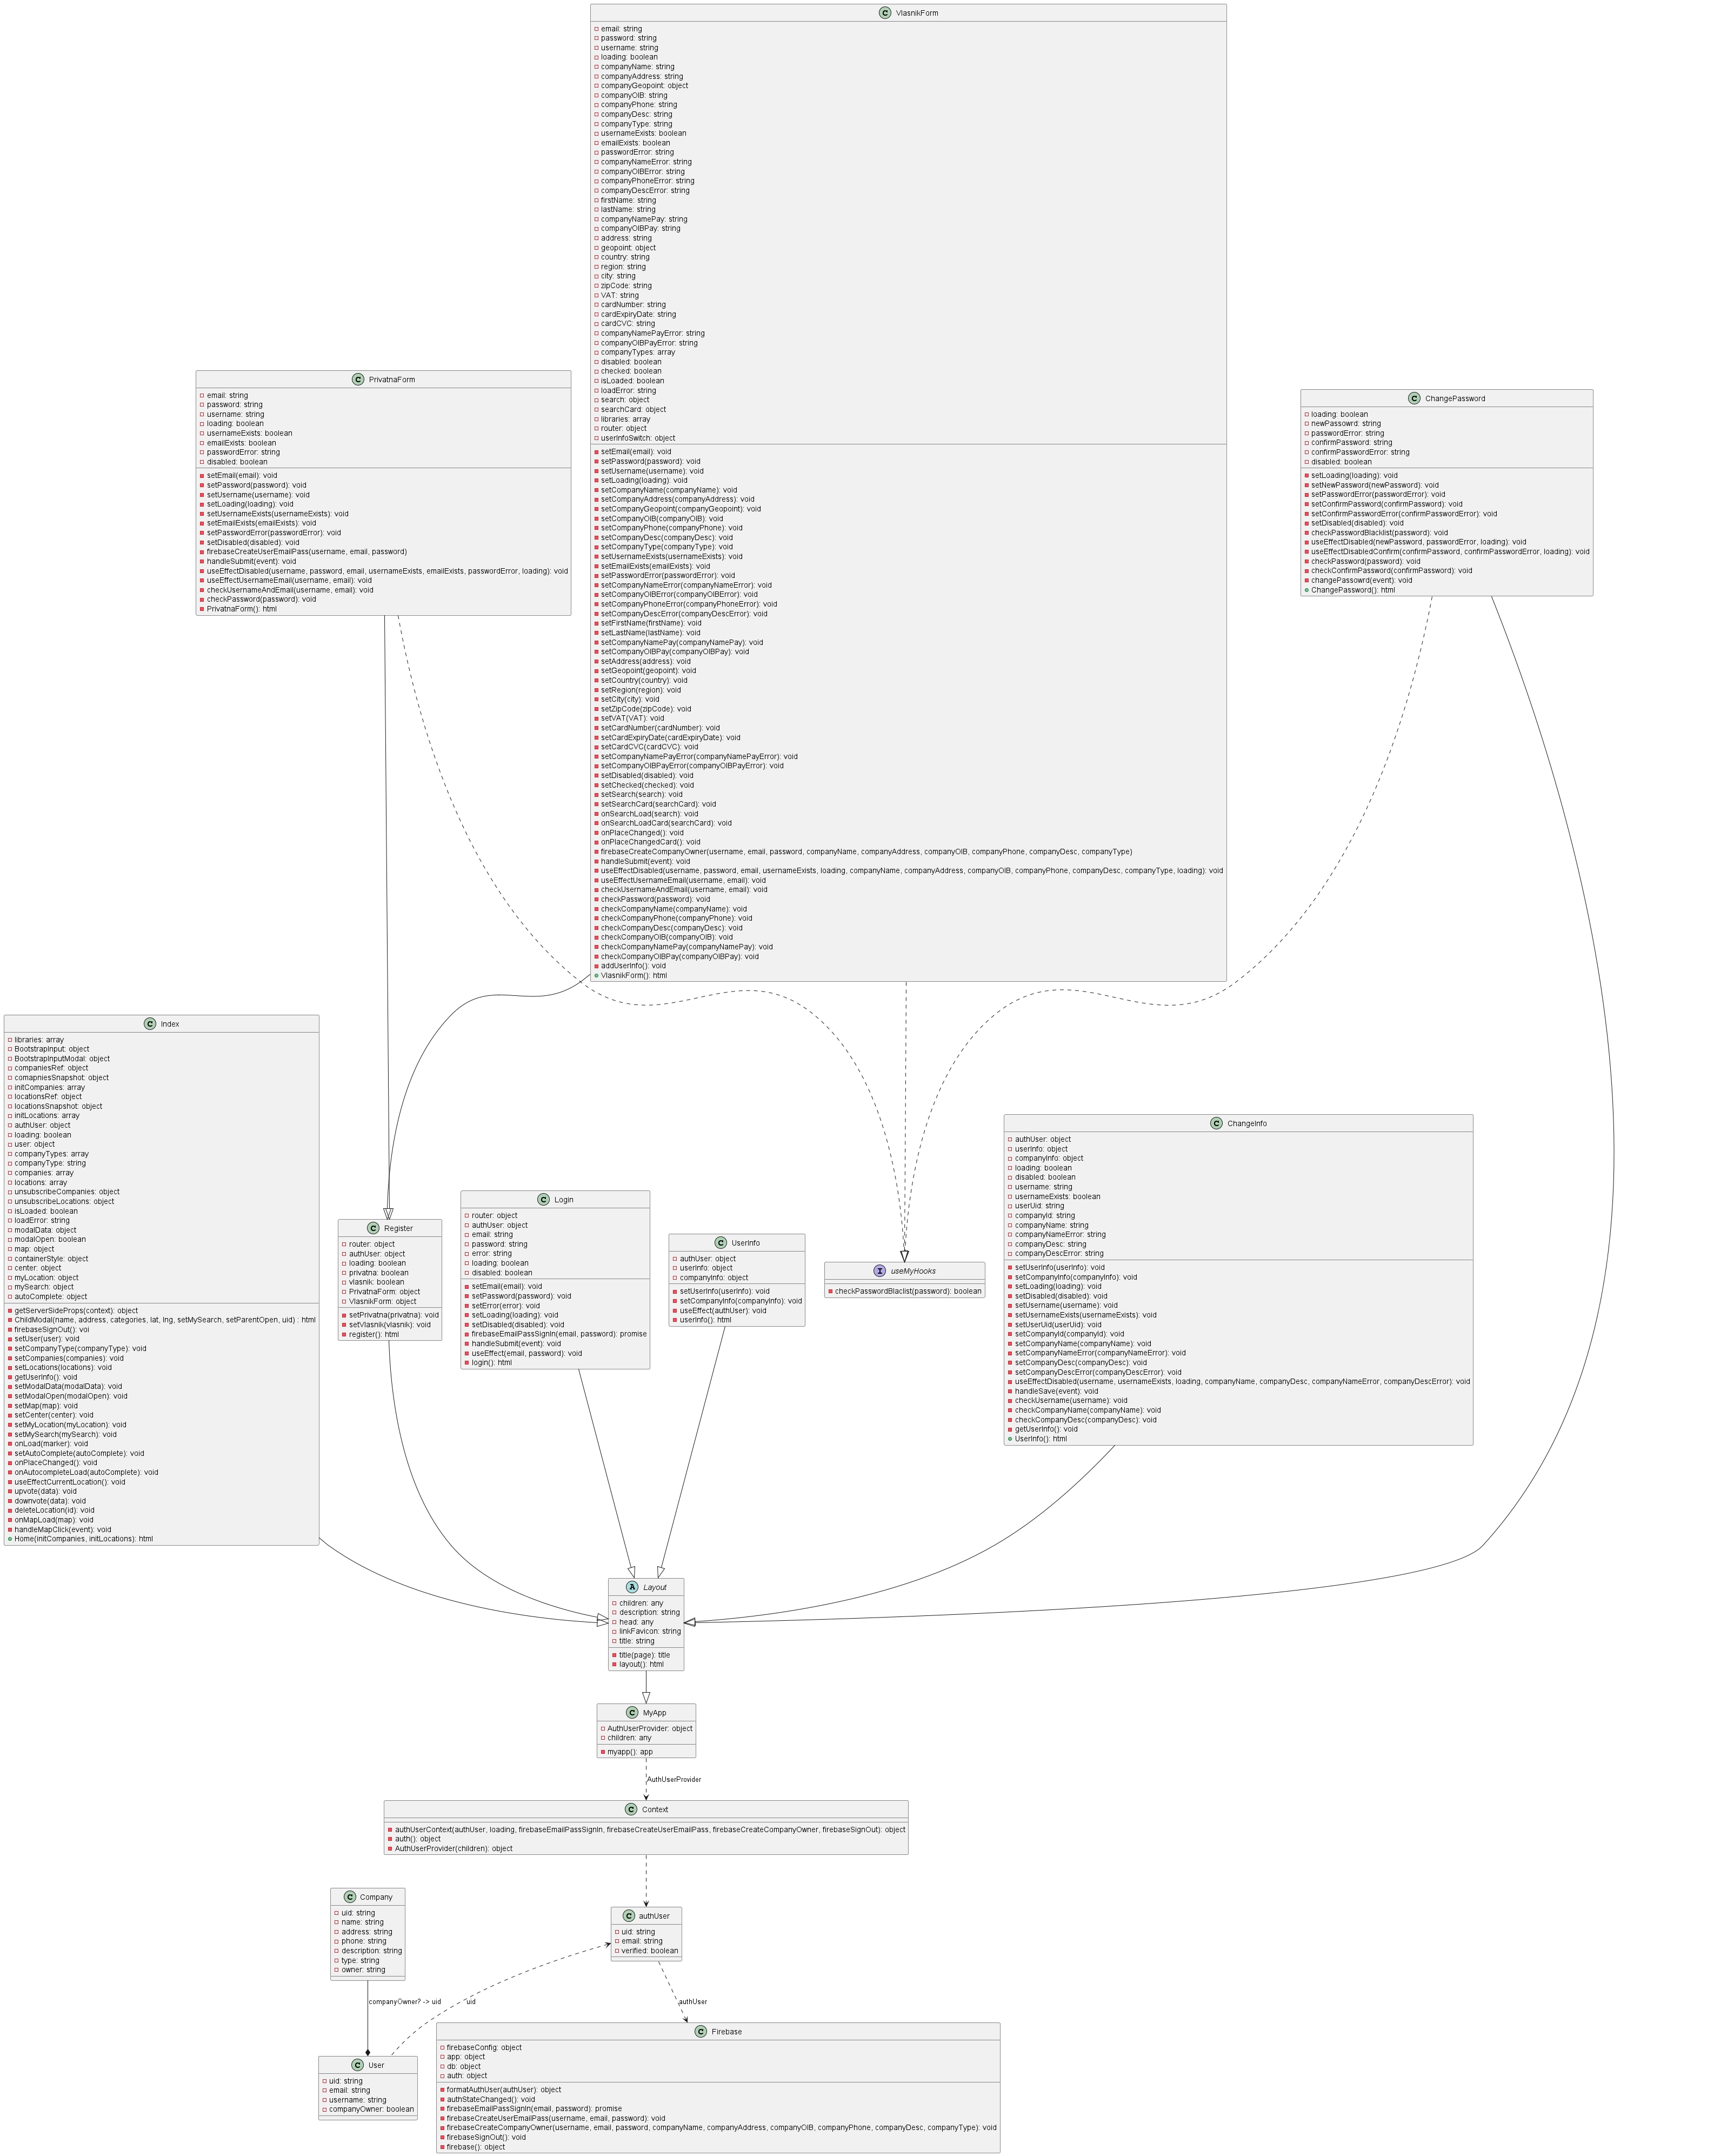 VlasnikForm
email: string
password: string
username: string
loading: boolean
companyName: string
companyAddress: string
companyGeopoint: object
companyOIB: string
companyPhone: string
companyDesc: string
companyType: string
usernameExists: boolean
emailExists: boolean
passwordError: string
companyNameError: string
companyOIBError: string
companyPhoneError: string
companyDescError: string
firstName: string
lastName: string
companyNamePay: string
companyOIBPay: string
address: string
geopoint: object
country: string
region: string
city: string
zipCode: string
VAT: string
cardNumber: string
cardExpiryDate: string
cardCVC: string
companyNamePayError: string
companyOIBPayError: string
companyTypes: array
disabled: boolean
checked: boolean
isLoaded: boolean
loadError: string
search: object
searchCard: object
libraries: array
router: object
userInfoSwitch: object
setEmail(email): void
setPassword(password): void
setUsername(username): void
setLoading(loading): void
setCompanyName(companyName): void
setCompanyAddress(companyAddress): void
setCompanyGeopoint(companyGeopoint): void
setCompanyOIB(companyOIB): void
setCompanyPhone(companyPhone): void
setCompanyDesc(companyDesc): void
setCompanyType(companyType): void
setUsernameExists(usernameExists): void
setEmailExists(emailExists): void
setPasswordError(passwordError): void
setCompanyNameError(companyNameError): void
setCompanyOIBError(companyOIBError): void
setCompanyPhoneError(companyPhoneError): void
setCompanyDescError(companyDescError): void
setFirstName(firstName): void
setLastName(lastName): void
setCompanyNamePay(companyNamePay): void
setCompanyOIBPay(companyOIBPay): void
setAddress(address): void
setGeopoint(geopoint): void
setCountry(country): void
setRegion(region): void
setCity(city): void
setZipCode(zipCode): void
setVAT(VAT): void
setCardNumber(cardNumber): void
setCardExpiryDate(cardExpiryDate): void
setCardCVC(cardCVC): void
setCompanyNamePayError(companyNamePayError): void
setCompanyOIBPayError(companyOIBPayError): void
setDisabled(disabled): void
setChecked(checked): void
setSearch(search): void
setSearchCard(searchCard): void
onSearchLoad(search): void
onSearchLoadCard(searchCard): void
onPlaceChanged(): void
onPlaceChangedCard(): void
firebaseCreateCompanyOwner(username, email, password, companyName, companyAddress, companyOIB, companyPhone, companyDesc, companyType)
handleSubmit(event): void
useEffectDisabled(username, password, email, usernameExists, loading, companyName, companyAddress, companyOIB, companyPhone, companyDesc, companyType, loading): void
useEffectUsernameEmail(username, email): void
checkUsernameAndEmail(username, email): void
checkPassword(password): void
checkCompanyName(companyName): void
checkCompanyPhone(companyPhone): void
checkCompanyDesc(companyDesc): void
checkCompanyOIB(companyOIB): void
checkCompanyNamePay(companyNamePay): void
checkCompanyOIBPay(companyOIBPay): void
addUserInfo(): void
VlasnikForm(): html
PrivatnaForm
email: string
password: string
username: string
loading: boolean
usernameExists: boolean
emailExists: boolean
passwordError: string
disabled: boolean
setEmail(email): void
setPassword(password): void
setUsername(username): void
setLoading(loading): void
setUsernameExists(usernameExists): void
setEmailExists(emailExists): void
setPasswordError(passwordError): void
setDisabled(disabled): void
firebaseCreateUserEmailPass(username, email, password)
handleSubmit(event): void
useEffectDisabled(username, password, email, usernameExists, emailExists, passwordError, loading): void
useEffectUsernameEmail(username, email): void
checkUsernameAndEmail(username, email): void
checkPassword(password): void
PrivatnaForm(): html
ChangePassword
loading: boolean
newPassowrd: string
passwordError: string
confirmPassword: string
confirmPasswordError: string
disabled: boolean
setLoading(loading): void
setNewPassword(newPassword): void
setPasswordError(passwordError): void
setConfirmPassword(confirmPassword): void
setConfirmPasswordError(confirmPasswordError): void
setDisabled(disabled): void
checkPasswordBlacklist(password): void
useEffectDisabled(newPassword, passwordError, loading): void
useEffectDisabledConfirm(confirmPassword, confirmPasswordError, loading): void
checkPassword(password): void
checkConfirmPassword(confirmPassword): void
changePassowrd(event): void
ChangePassword(): html
Index
libraries: array
BootstrapInput: object
BootstrapInputModal: object
companiesRef: object
comapniesSnapshot: object
initCompanies: array
locationsRef: object
locationsSnapshot: object
initLocations: array
authUser: object
loading: boolean
user: object
companyTypes: array
companyType: string
companies: array
locations: array
unsubscribeCompanies: object
unsubscribeLocations: object
isLoaded: boolean
loadError: string
modalData: object
modalOpen: boolean
map: object
containerStyle: object
center: object
myLocation: object
mySearch: object
autoComplete: object
getServerSideProps(context): object
ChildModal(name, address, categories, lat, lng, setMySearch, setParentOpen, uid) : html
firebaseSignOut(): voi
setUser(user): void
setCompanyType(companyType): void
setCompanies(companies): void
setLocations(locations): void
getUserInfo(): void
setModalData(modalData): void
setModalOpen(modalOpen): void
setMap(map): void
setCenter(center): void
setMyLocation(myLocation): void
setMySearch(mySearch): void
onLoad(marker): void
setAutoComplete(autoComplete): void
onPlaceChanged(): void
onAutocompleteLoad(autoComplete): void
useEffectCurrentLocation(): void
upvote(data): void
downvote(data): void
deleteLocation(id): void
onMapLoad(map): void
handleMapClick(event): void
Home(initCompanies, initLocations): html
Register
router: object
authUser: object
loading: boolean
privatna: boolean
vlasnik: boolean
PrivatnaForm: object
VlasnikForm: object
setPrivatna(privatna): void
setVlasnik(vlasnik): void
register(): html
Login
router: object
authUser: object
email: string
password: string
error: string
loading: boolean
disabled: boolean
setEmail(email): void
setPassword(password): void
setError(error): void
setLoading(loading): void
setDisabled(disabled): void
firebaseEmailPassSignIn(email, password): promise
handleSubmit(event): void
useEffect(email, password): void
login(): html
UserInfo
authUser: object
userInfo: object
companyInfo: object
setUserInfo(userInfo): void
setCompanyInfo(companyInfo): void
useEffect(authUser): void
userInfo(): html
useMyHooks
checkPasswordBlaclist(password): boolean
ChangeInfo
authUser: object
userInfo: object
companyInfo: object
loading: boolean
disabled: boolean
username: string
usernameExists: boolean
userUid: string
companyId: string
companyName: string
companyNameError: string
companyDesc: string
companyDescError: string
setUserInfo(userInfo): void
setCompanyInfo(companyInfo): void
setLoading(loading): void
setDisabled(disabled): void
setUsername(username): void
setUsernameExists(usernameExists): void
setUserUid(userUid): void
setCompanyId(companyId): void
setCompanyName(companyName): void
setCompanyNameError(companyNameError): void
setCompanyDesc(companyDesc): void
setCompanyDescError(companyDescError): void
useEffectDisabled(username, usernameExists, loading, companyName, companyDesc, companyNameError, companyDescError): void
handleSave(event): void
checkUsername(username): void
checkCompanyName(companyName): void
checkCompanyDesc(companyDesc): void
getUserInfo(): void
UserInfo(): html
Layout
children: any
description: string
head: any
linkFavicon: string
title: string
title(page): title
layout(): html
MyApp
AuthUserProvider: object
children: any
myapp(): app
AuthUserProvider
Context
authUserContext(authUser, loading, firebaseEmailPassSignIn, firebaseCreateUserEmailPass, firebaseCreateCompanyOwner, firebaseSignOut): object
auth(): object
AuthUserProvider(children): object
Company
uid: string
name: string
address: string
phone: string
description: string
type: string
owner: string
authUser
uid: string
email: string
verified: boolean
companyOwner? -> uid
uid
authUser
User
uid: string
email: string
username: string
companyOwner: boolean
Firebase
firebaseConfig: object
app: object
db: object
auth: object
formatAuthUser(authUser): object
authStateChanged(): void
firebaseEmailPassSignIn(email, password): promise
firebaseCreateUserEmailPass(username, email, password): void
firebaseCreateCompanyOwner(username, email, password, companyName, companyAddress, companyOIB, companyPhone, companyDesc, companyType): void
firebaseSignOut(): void
firebase(): object